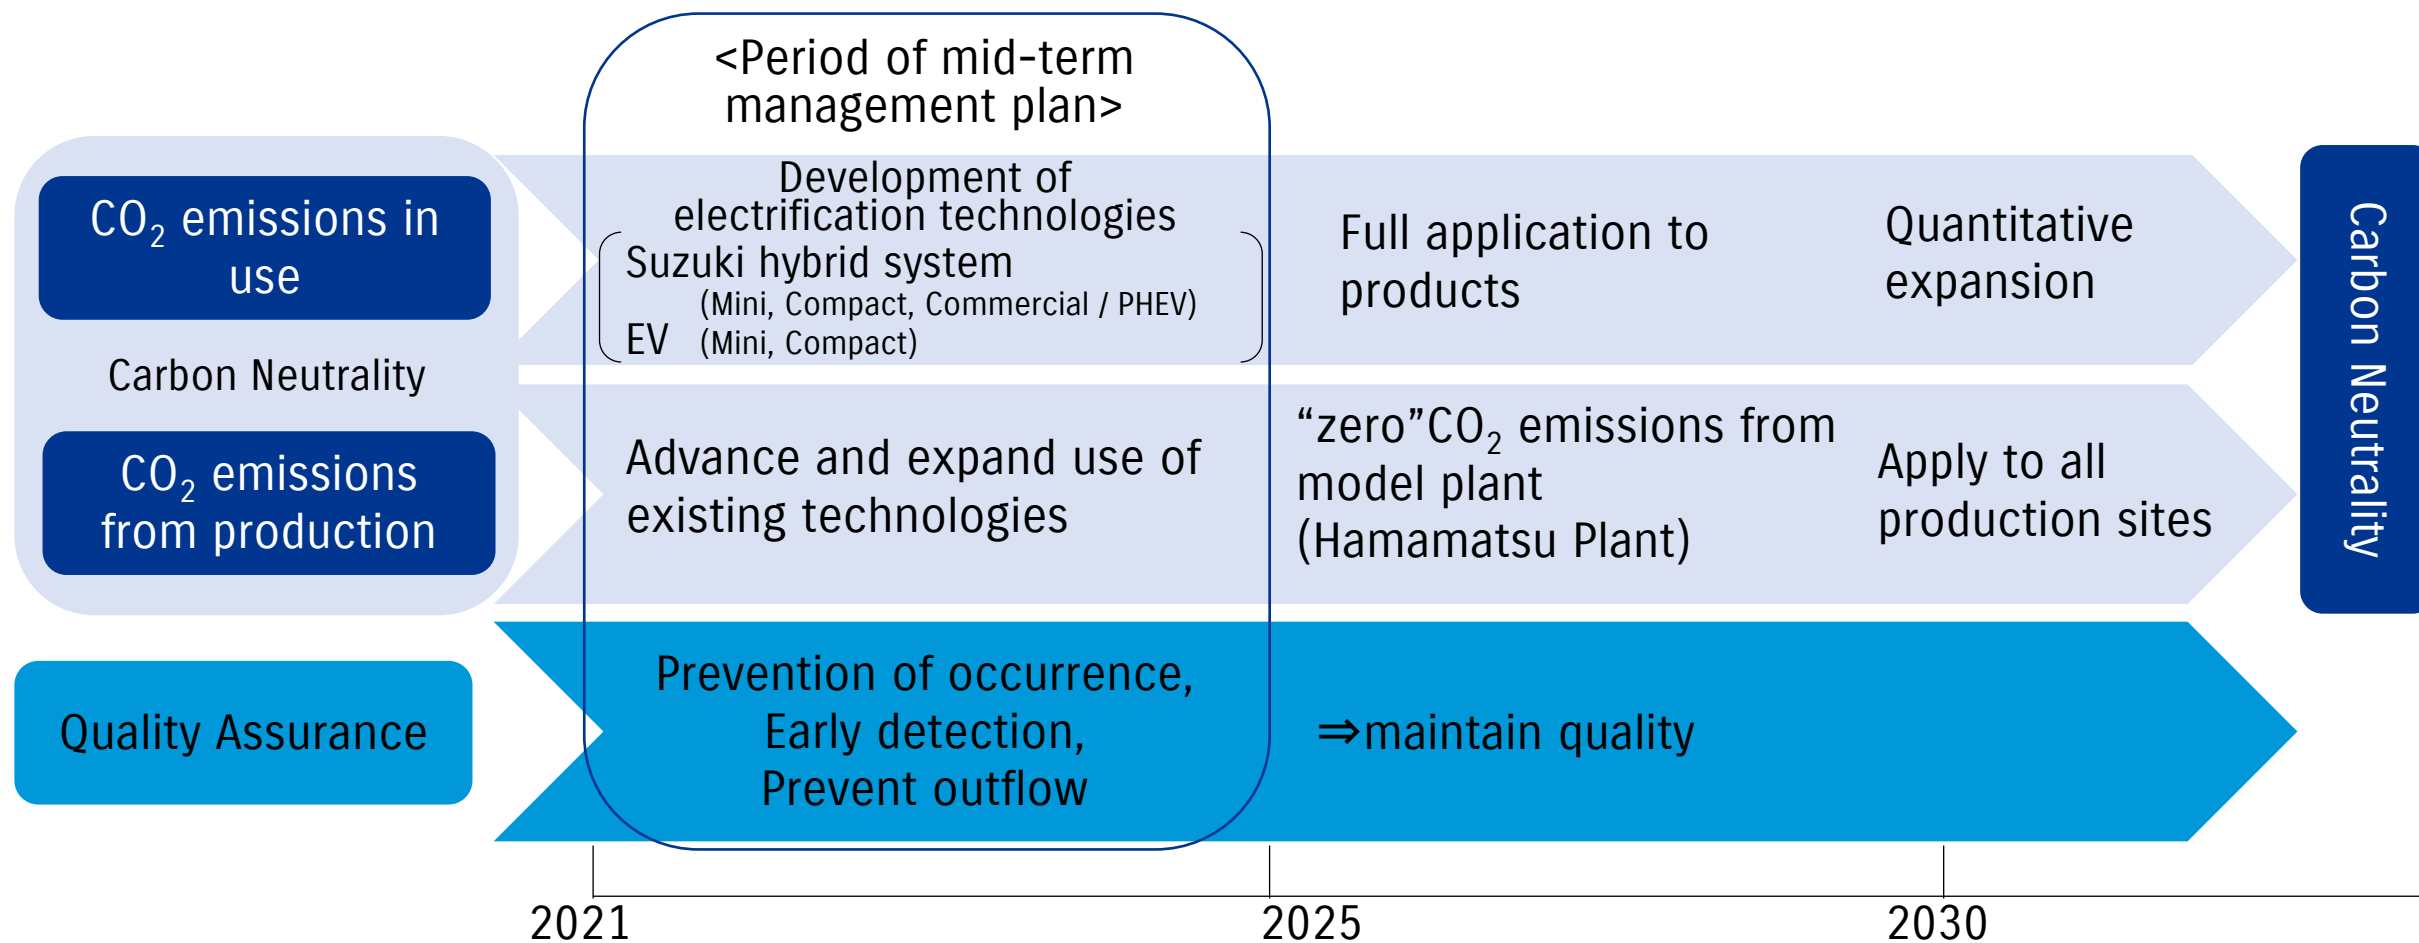 <Period of mid-term
management plan>
CO₂ emissions in
use
Development of
electrification technologies
Suzuki hybrid system
(Mini, Compact, Commercial / PHEV)
EV (Mini, Compact)
Full application to
products
Quantitative
expansion
Carbon Neutrality
Carbon Neutrality
CO₂ emissions
from production
Advance and expand use of
existing technologies
“zero”CO₂ emissions from
model plant
(Hamamatsu Plant)
Apply to all
production sites
Quality Assurance
Prevention of occurrence,
Early detection,
Prevent outflow
⇒maintain quality
2021
2025
2030